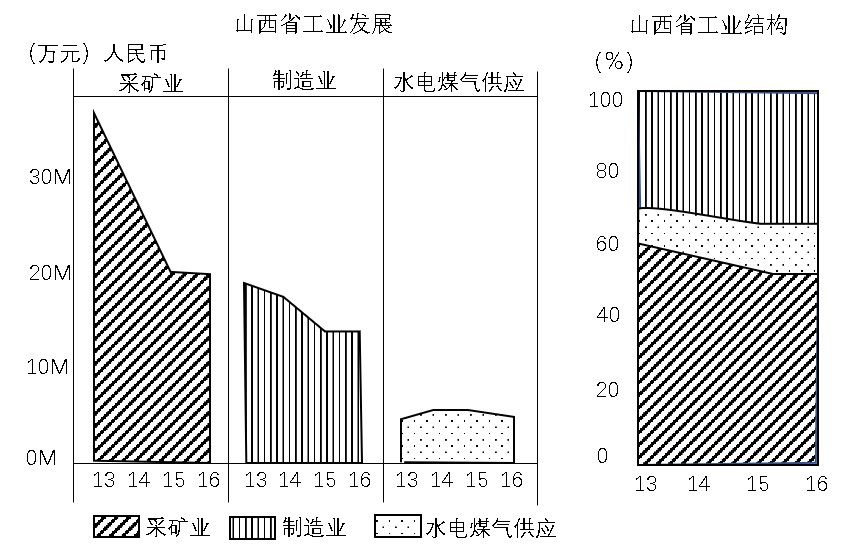 山西省工业发展
(万元) 人民币
采矿业 制造业 水电煤气供应
30M
20M
10M
0M
13 14 15 16 13 14 15 16 13 14 15 16
采矿业 制造业 水电煤气供应
山西省工业结构
(%)
100
80
60
40
20
0
13 14 15 16